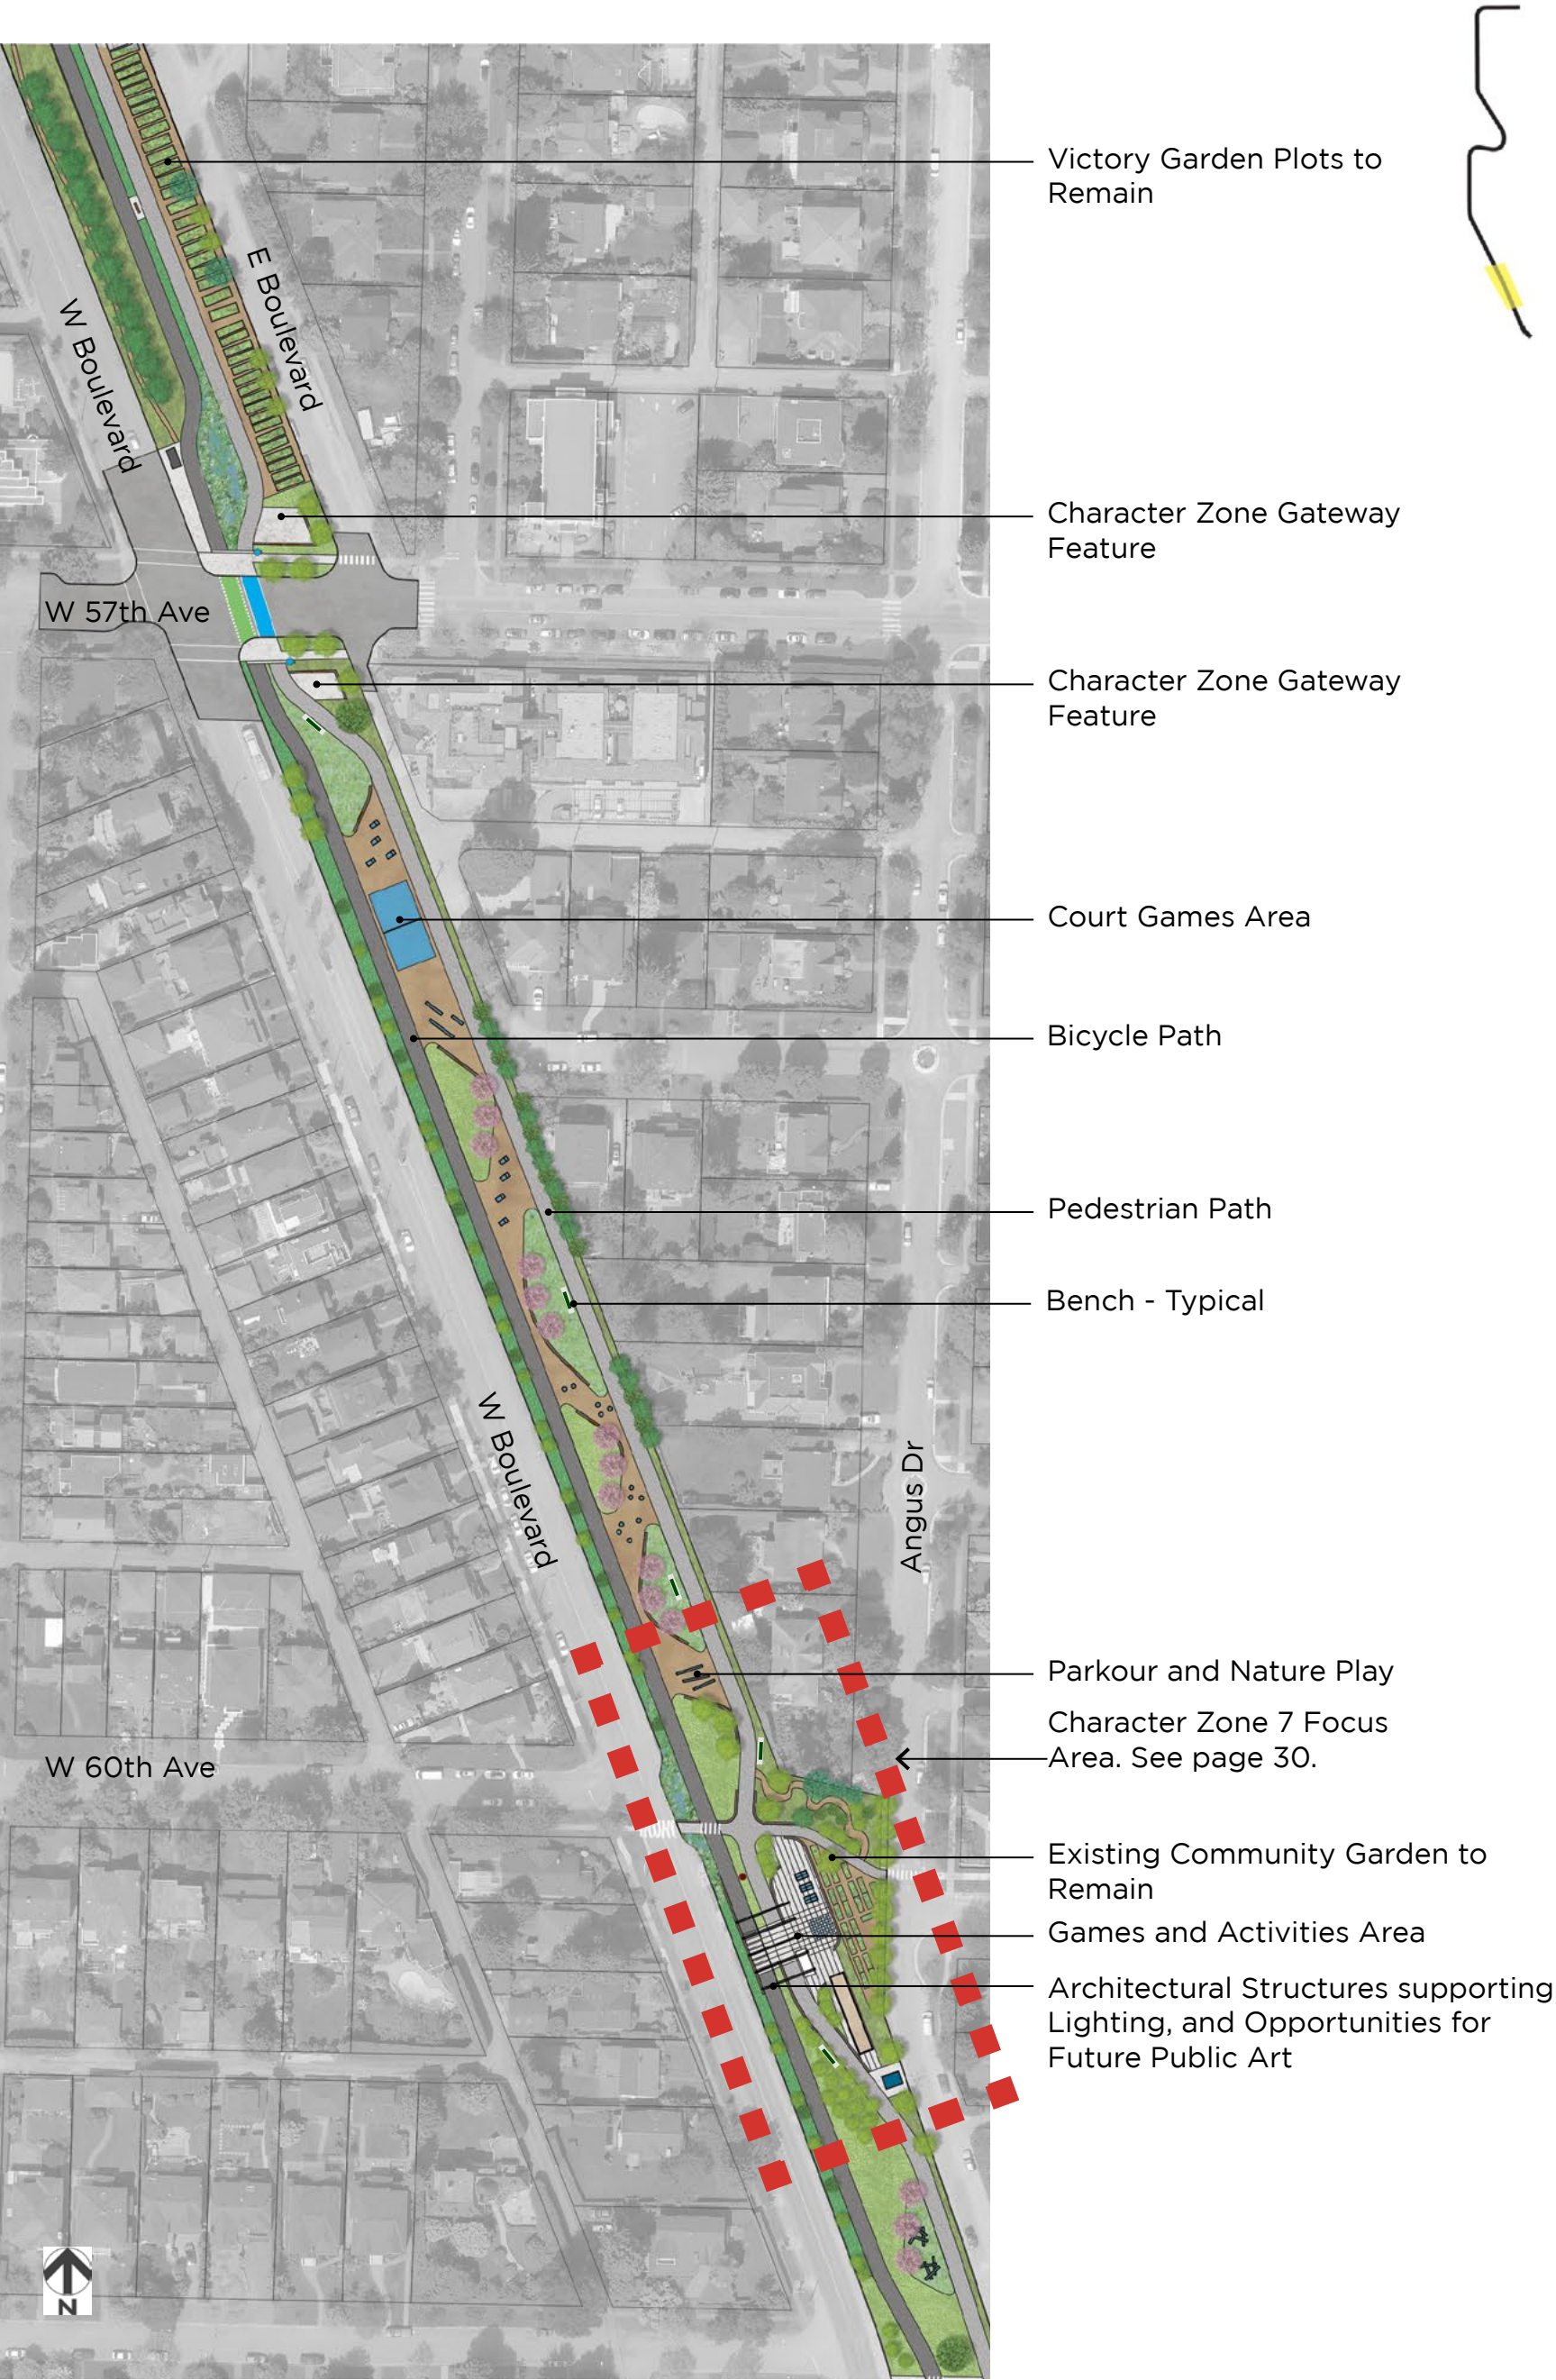 Victory Garden Plots to
Remain
E Boulevard
W Boulevard
Character Zone Gateway
Feature
W 57th Ave
Character Zone Gateway
Feature
Court Games Area
Bicycle Path
Pedestrian Path
Bench - Typical
W Boulevard
Angus Dr
Parkour and Nature Play
Character Zone 7 Focus
Area. See page 30.
W 60th Ave
Existing Community Garden to
Remain
Games and Activities Area
Architectural Structures supporting
Lighting, and Opportunities for
Future Public Art
N